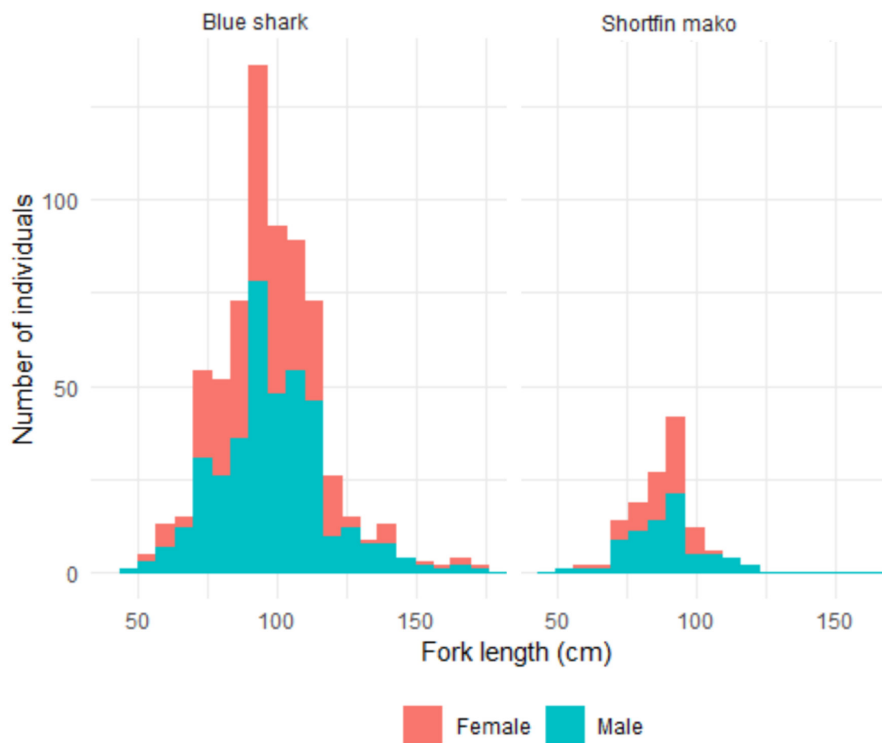 Blue shark
Shortfin mako
Number of individuals
100
50
0
50
100
150
50
100
150
Fork length (cm)
Female
Male